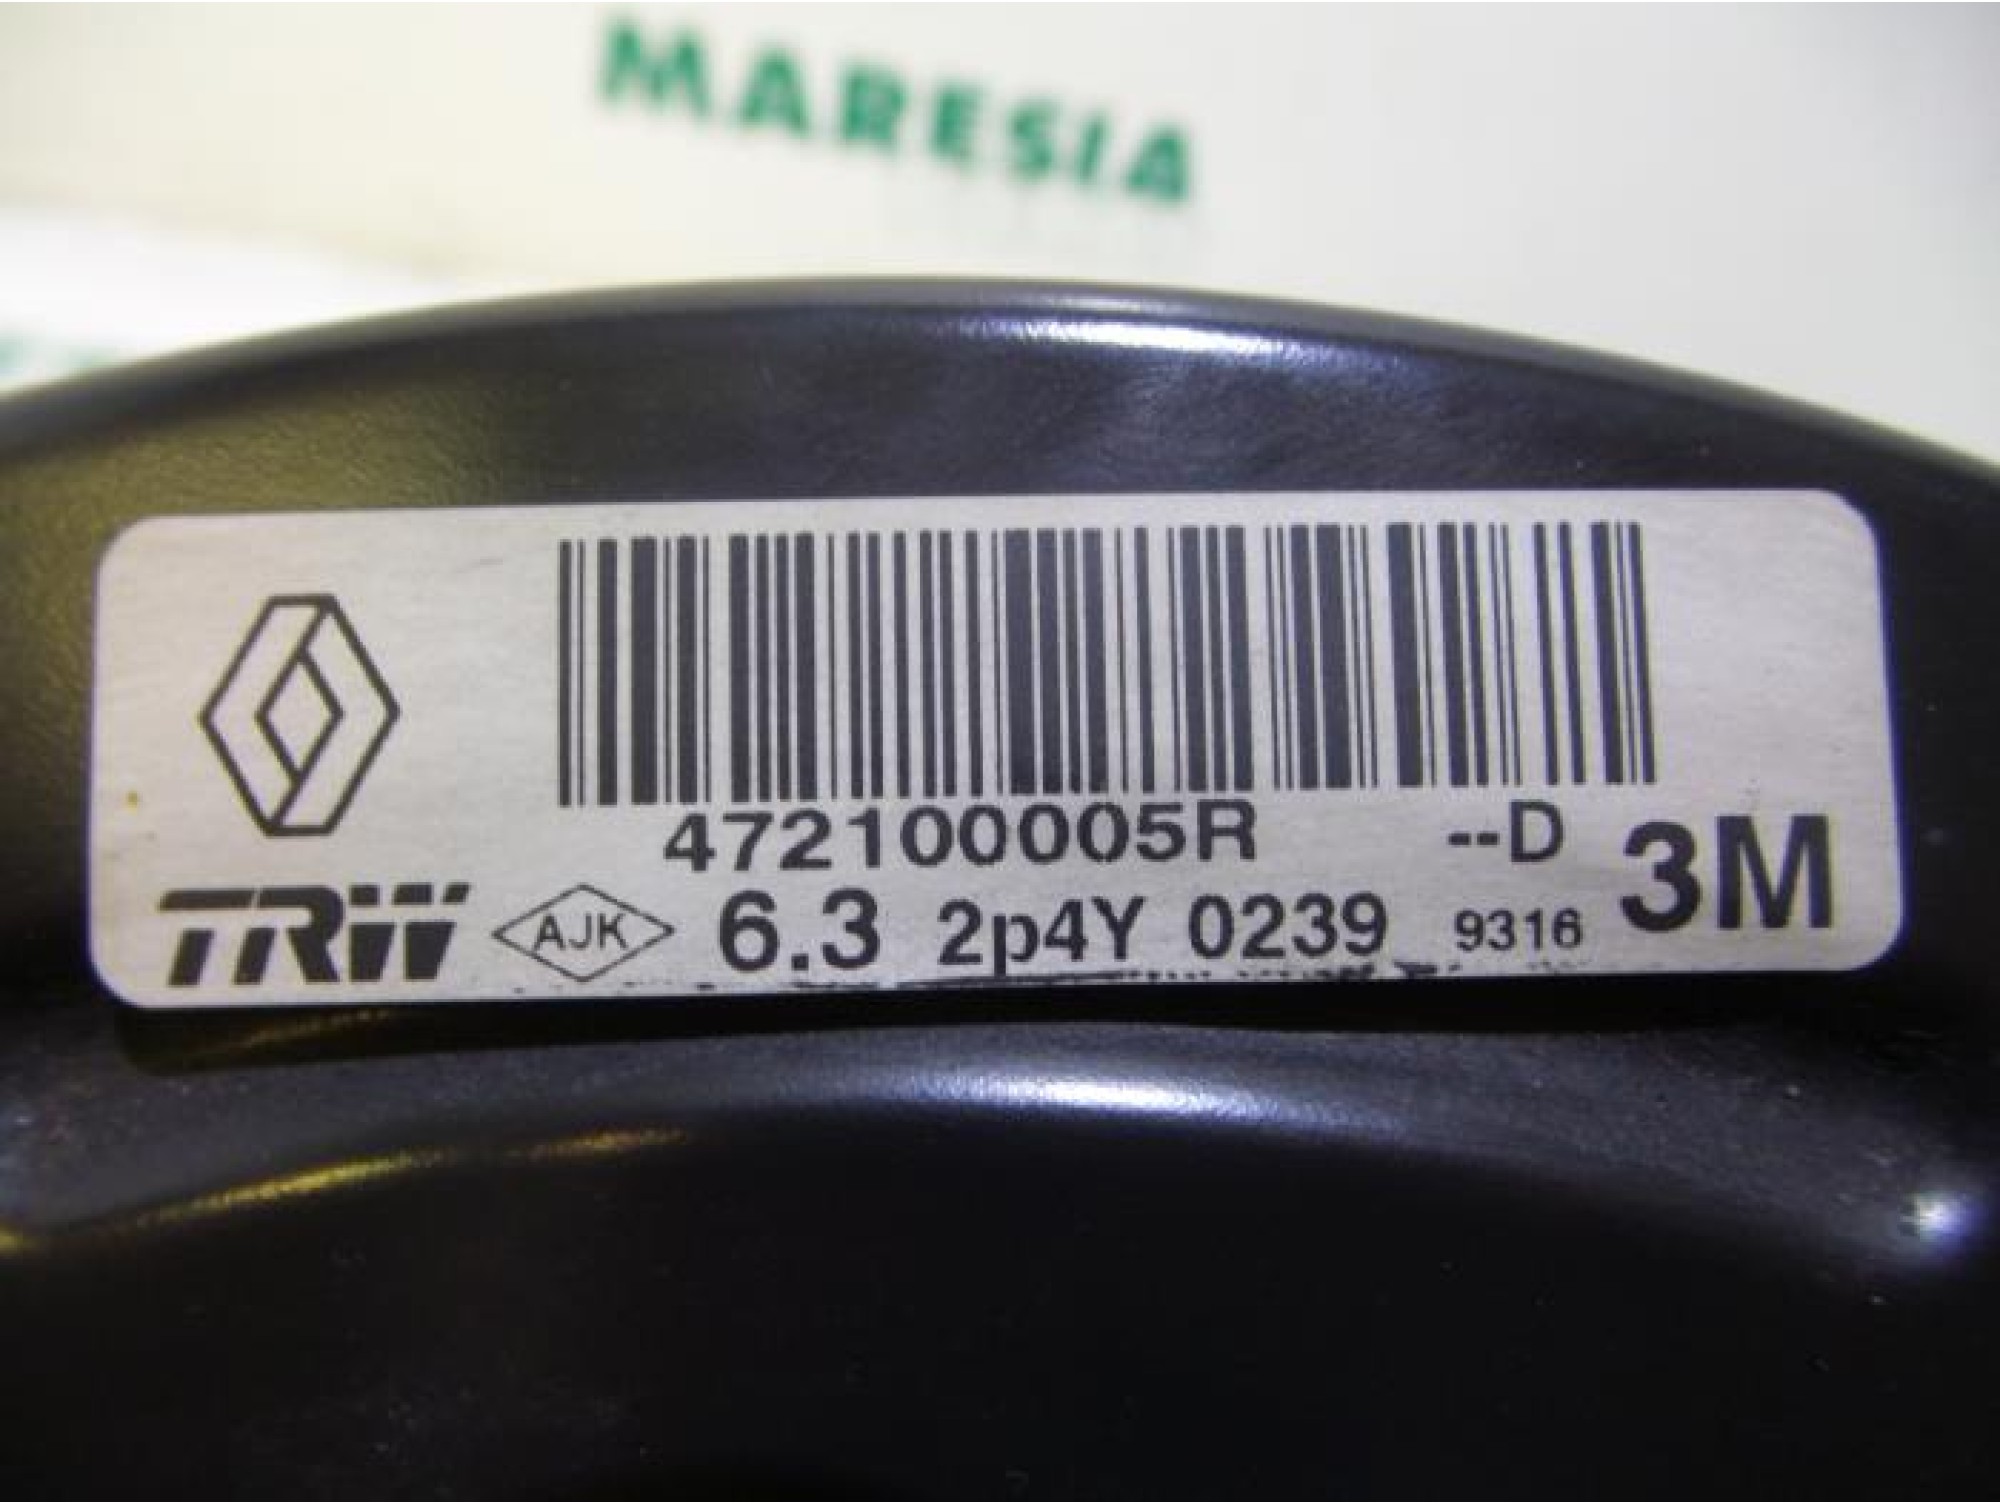 MARESIA
472100005R --D 3M
TRW AJK 6.3 2p4Y 0239 9316